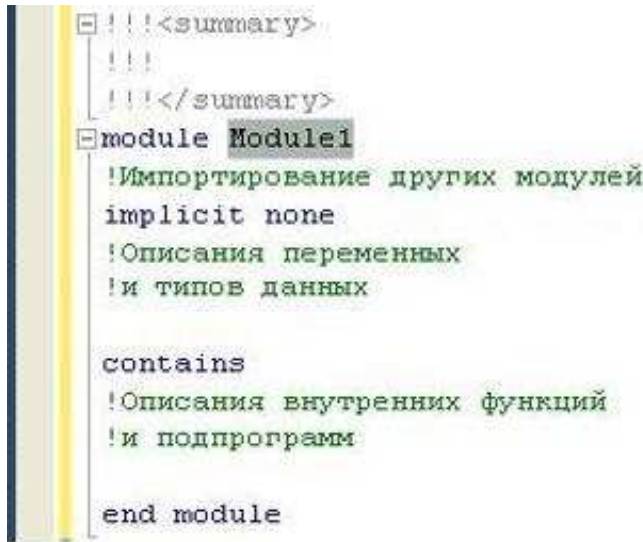 !!!<summary>
!!!
!!!</summary>
module Module1
!Импортирование других модулей
implicit none
!Описания переменных
!и типов данных
contains
!Описания внутренних функций
!и подпрограмм
end module